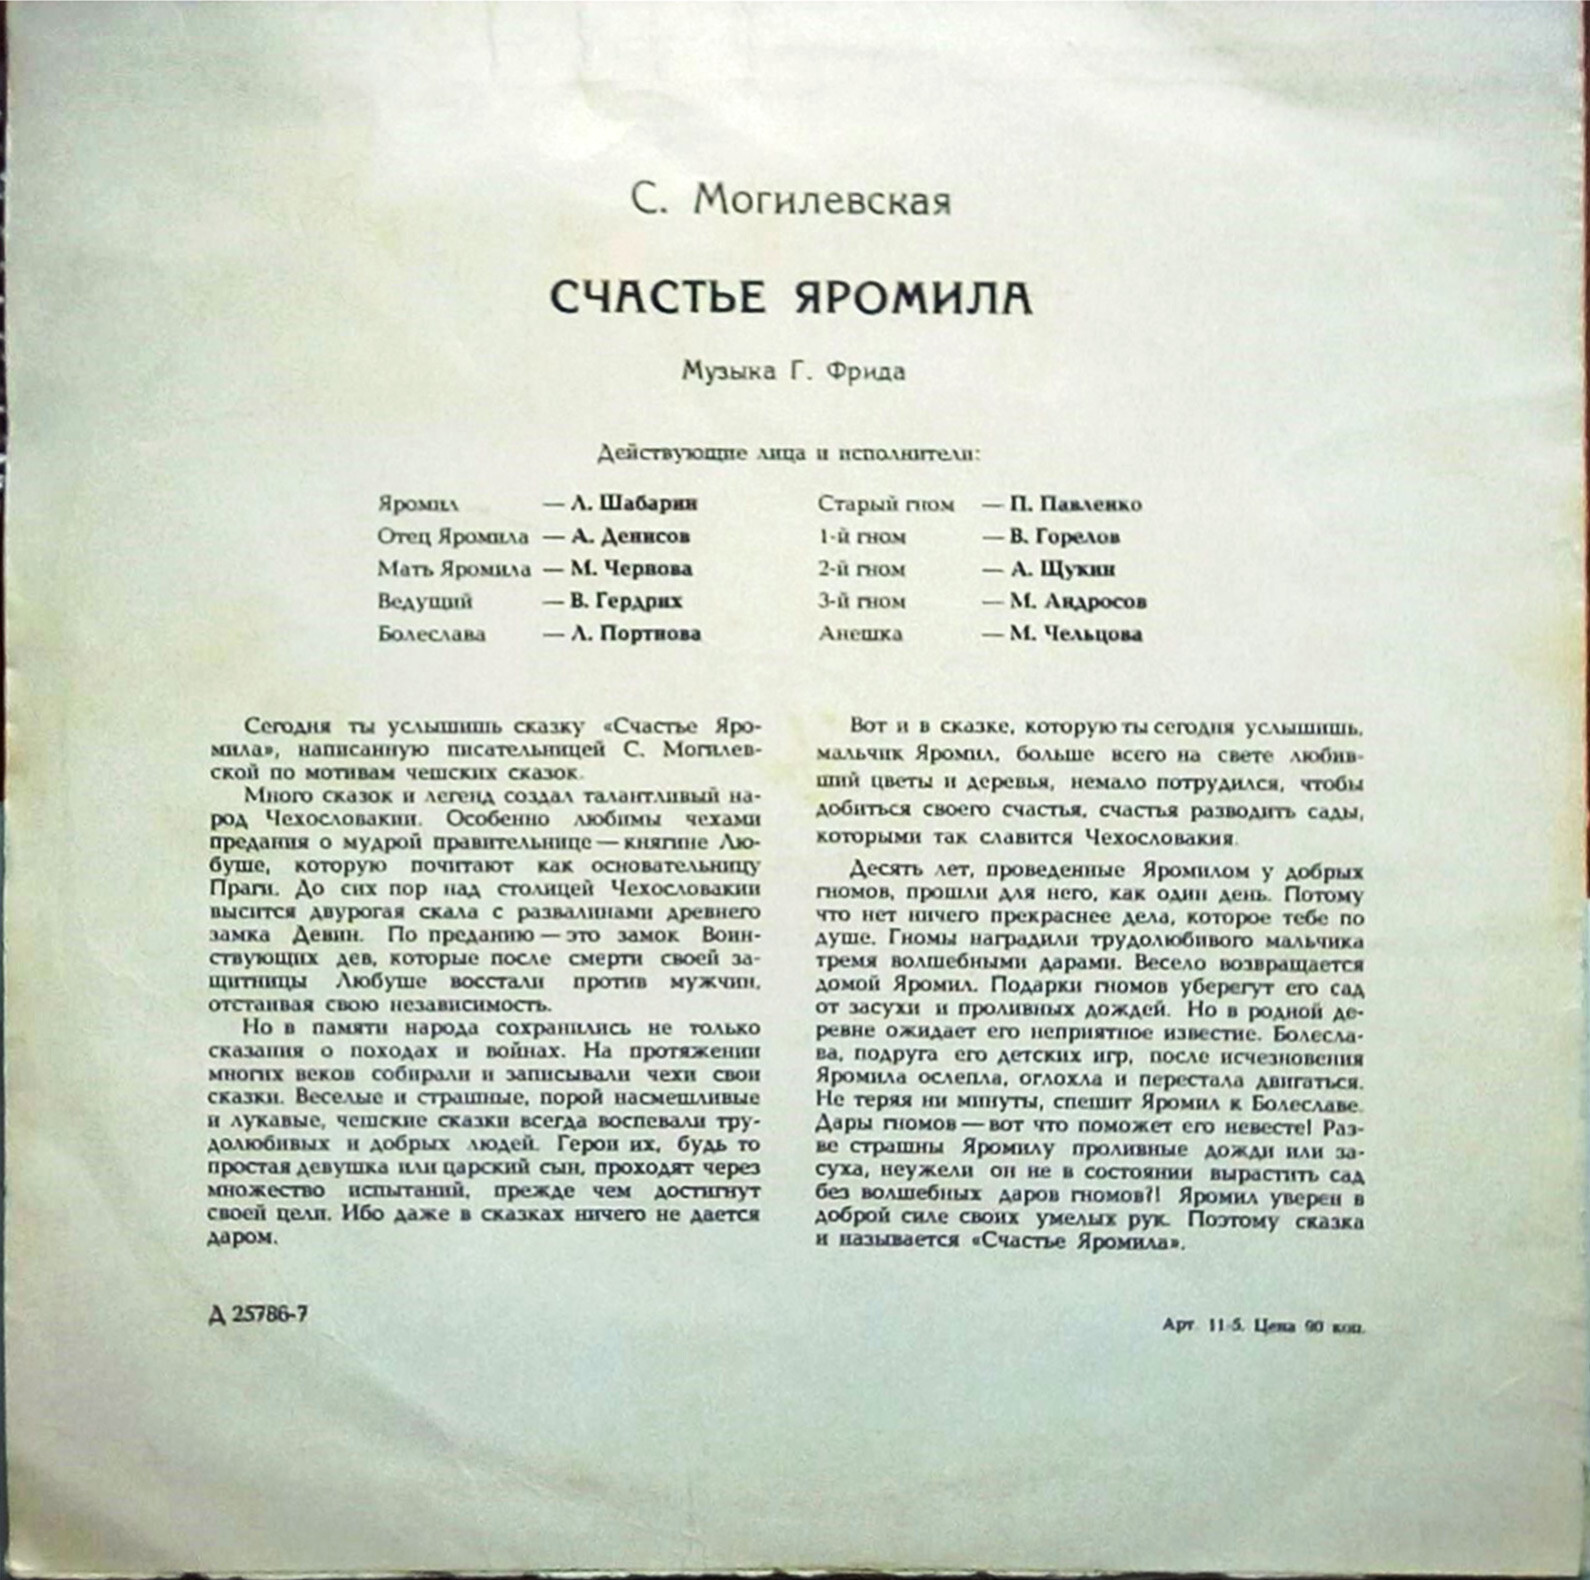 С. Могилевская
СЧАСТЬЕ ЯРОМИЛА
Музыка Г. Фрида
Действующие лица и исполнители:
Яромил — Л. Шабарин
Отец Яромила — А. Денисов
Мать Яромила — М. Чернова
Ведущий — В. Гердрих
Болеслава — Л. Портнова
Старый гном — П. Павленко
1-й гном — В. Горелов
2-й гном — А. Щукин
3-й гном — М. Андросов
Анешка — М. Чельцова
Сегодня ты услышишь сказку «Счастье Яро-
мила», написанную писательницей С. Могилев-
ской по мотивам чешских сказок.
Много сказок и легенд создал талантливый на-
род Чехословакии. Особенно любимы чехами
предания о мудрой правительнице — княгине Лю-
буше, которую почитают как основательницу
Праги. До сих пор над столицей Чехословакии
высится двурогая скала с развалинами древнего
замка Девин. По преданию — это замок Воин-
ствующих дев, которые после смерти своей за-
щитницы Любуше восстали против мужчин,
отстаивая свою независимость.
Но в памяти народа сохранились не только
сказания о походах и войнах. На протяжении
многих веков собирали и записывали чехи свои
сказки. Веселые и страшные, порой насмешливые
и лукавые, чешские сказки всегда воспевали тру-
долюбивых и добрых людей. Герои их, будь то
простая девушка или царский сын, проходят через
множество испытаний, прежде чем достигнут
своей цели. Ибо даже в сказках ничего не дается
даром.
Вот и в сказке, которую ты сегодня услышишь,
мальчик Яромил, больше всего на свете любив-
ший цветы и деревья, немало потрудился, чтобы
добиться своего счастья, счастья разводить сады,
которыми так славится Чехословакия.
Десять лет, проведенные Яромилом у добрых
гномов, прошли для него, как один день. Потому
что нет ничего прекраснее дела, которое тебе по
душе. Гномы наградили трудолюбивого мальчика
тремя волшебными дарами. Весело возвращается
домой Яромил. Подарки гномов уберегут его сад
от засухи и проливных дождей. Но в родной де-
ревне ожидает его неприятное известие. Болесла-
ва, подруга его детских игр, после исчезновения
Яромила ослепла, оглохла и перестала двигаться.
Не теряя ни минуты, спешит Яромил к Болеславе.
Дары гномов — вот что поможет его невесте! Раз-
ве страшны Яромилу проливные дожди или за-
суха, неужели он не в состоянии вырастить сад
без волшебных даров гномов?! Яромил уверен в
доброй силе своих умелых рук. Поэтому сказка
и называется «Счастье Яромила».
Д 25786-7
Арт. 11-5. Цена 90 коп.